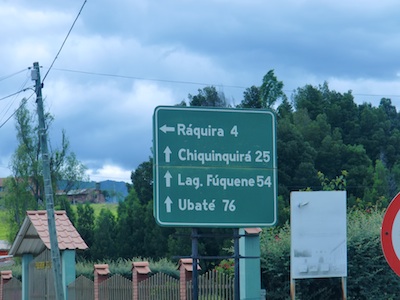 Ráquira 4
Chiquinquirá 25
Lag. Fúquene 54
Ubaté 76